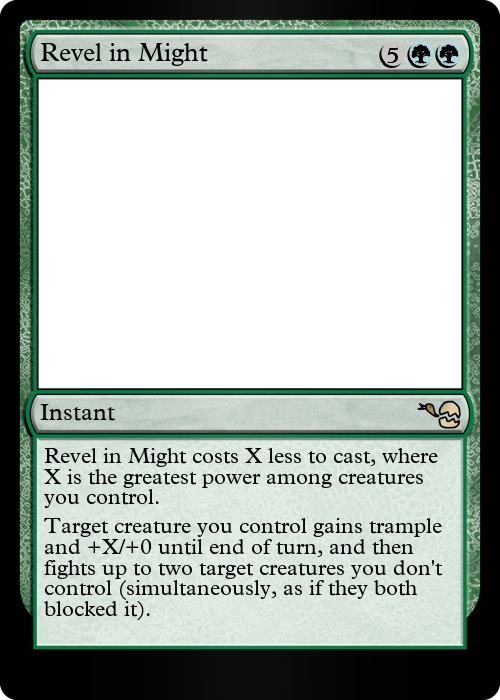 Revel in Might 5
Instant
Revel in Might costs X less to cast, where
X is the greatest power among creatures
you control.
Target creature you control gains trample
and +X/+0 until end of turn, and then
fights up to two target creatures you don't
control (simultaneously, as if they both
blocked it).